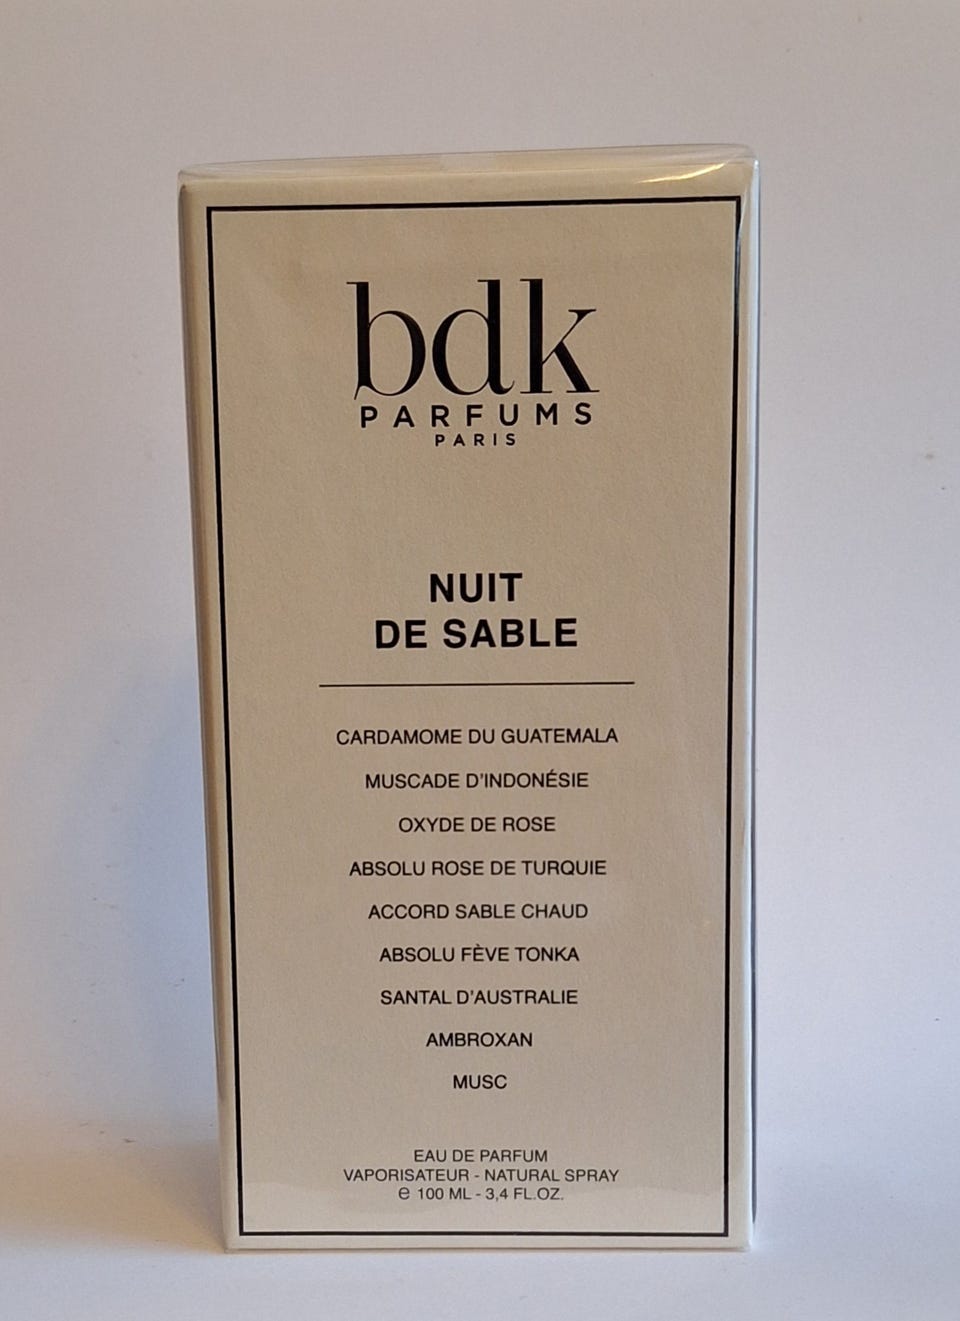 bdk
PARFUMS
PARIS
NUIT
DE SABLE
CARDAMOME DU GUATEMALA
MUSCADE D'INDONÉSIE
OXYDE DE ROSE
ABSOLU ROSE DE TURQUIE
ACCORD SABLE CHAUD
ABSOLU FÈVE TONKA
SANTAL D'AUSTRALIE
AMBROXAN
MUSC
EAU DE PARFUM
VAPORISATEUR - NATURAL SPRAY
℮ 100 ML - 3,4 FL.OZ.